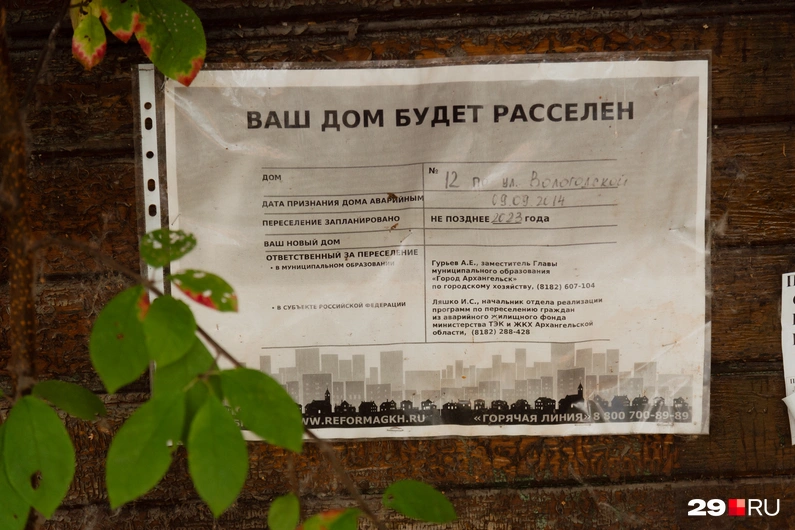 ВАШ ДОМ БУДЕТ РАССЕЛЕН
ДОМ
№ 12 по ул. Вологодской
ДАТА ПРИЗНАНИЯ ДОМА АВАРИЙНЫМ
09.09.2014
ПЕРЕСЕЛЕНИЕ ЗАПЛАНИРОВАНО
НЕ ПОЗДНЕЕ 2023 года
ВАШ НОВЫЙ ДОМ
ОТВЕТСТВЕННЫЙ ЗА ПЕРЕСЕЛЕНИЕ
• В МУНИЦИПАЛЬНОМ ОБРАЗОВАНИИ
Гурьев А.Е., заместитель Главы
муниципального образования
«Город Архангельск»
по городскому хозяйству, (8182) 607-104
• В СУБЪЕКТЕ РОССИЙСКОЙ ФЕДЕРАЦИИ
Ляшко И.С., начальник отдела реализации
программ по переселению граждан
из аварийного жилищного фонда
министерства ТЭК и ЖКХ Архангельской
области, (8182) 288-428
WWW.REFORMAGKH.RU
«ГОРЯЧАЯ ЛИНИЯ» 8 800 700-89-89
29.RU